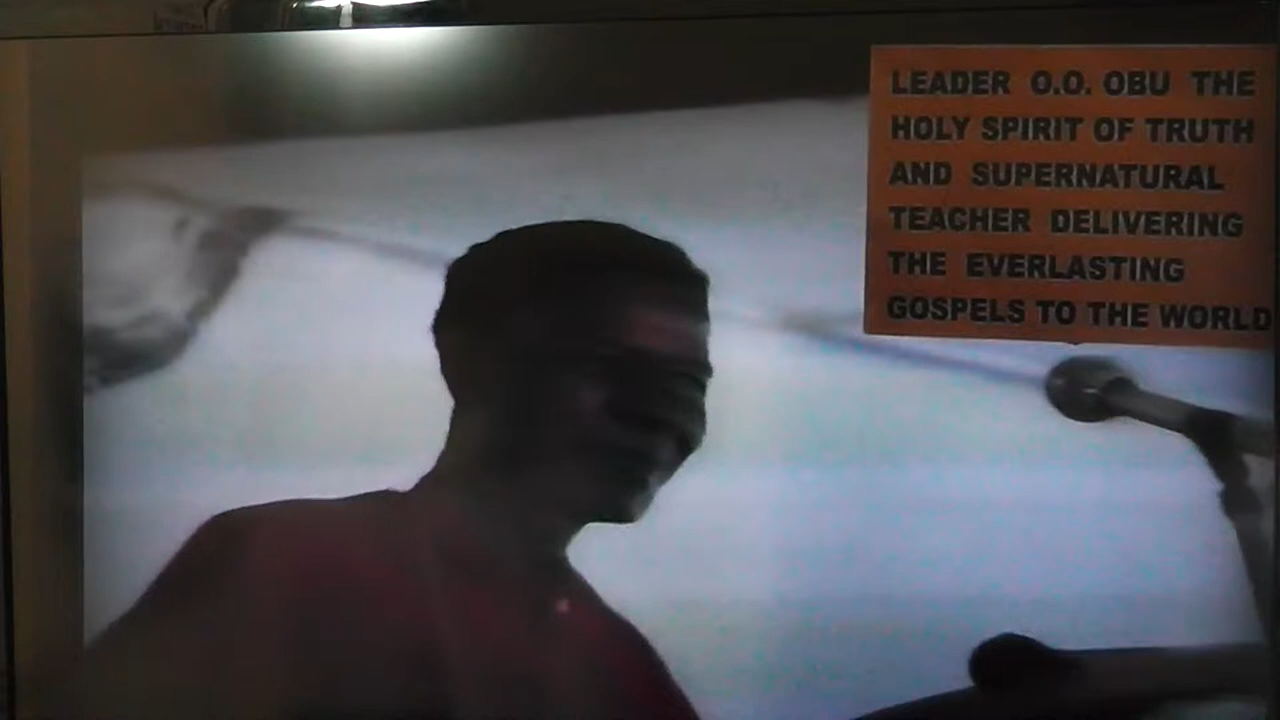 LEADER O.O. OBU THE
HOLY SPIRIT OF TRUTH
AND SUPERNATURAL
TEACHER DELIVERING
THE EVERLASTING
GOSPELS TO THE WORLD